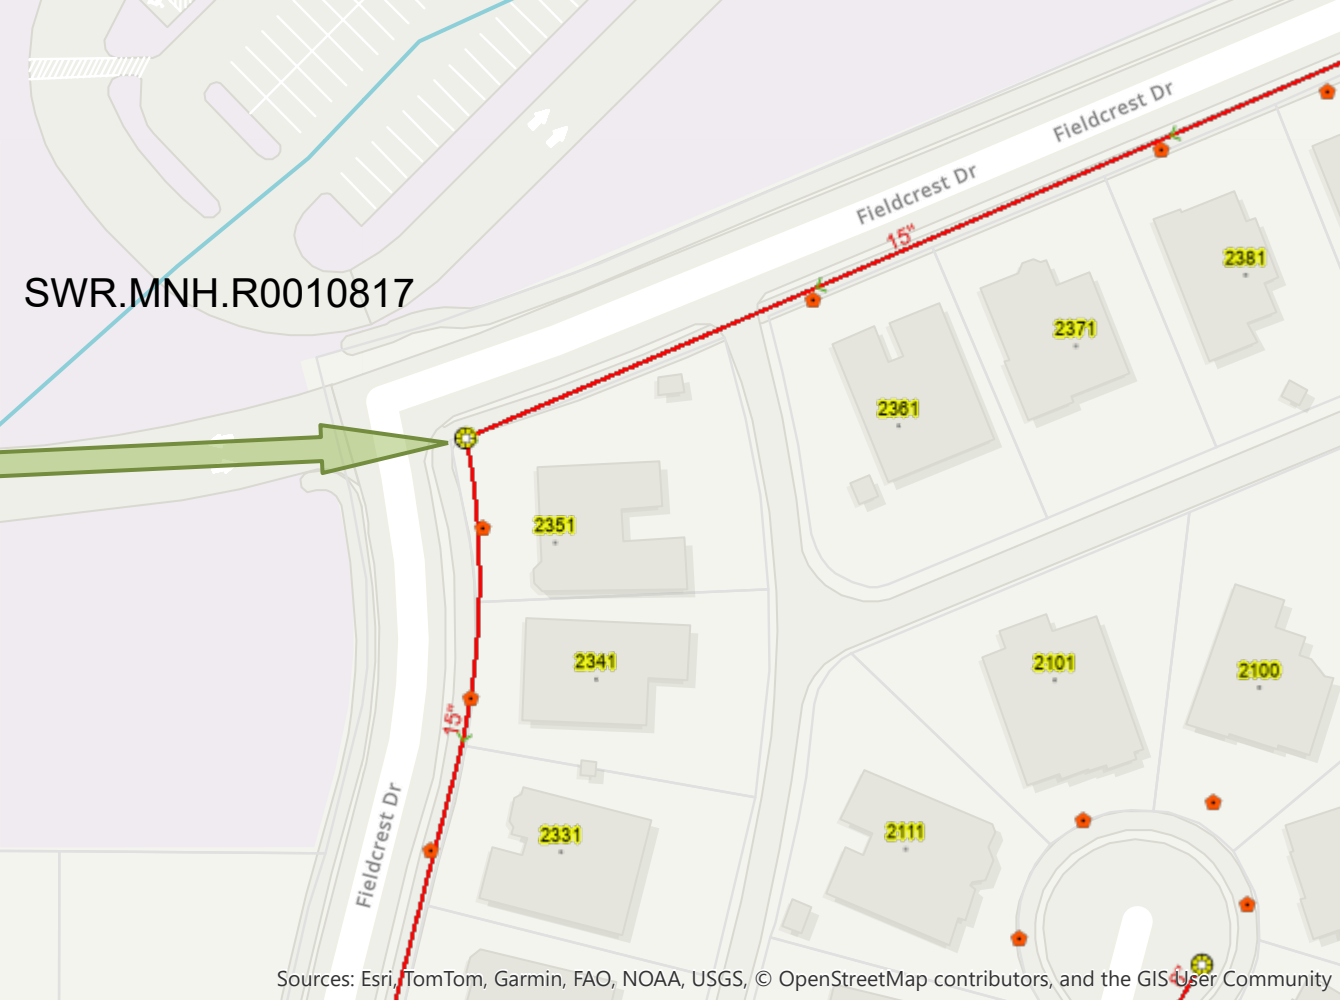 Fieldcrest Dr
Fieldcrest Dr
15"
2381
SWR.MNH.R0010817
2371
2361
2351
2341
2101
2100
15"
2331
2111
Fieldcrest Dr
Sources: Esri, TomTom, Garmin, FAO, NOAA, USGS, © OpenStreetMap contributors, and the GIS User Community